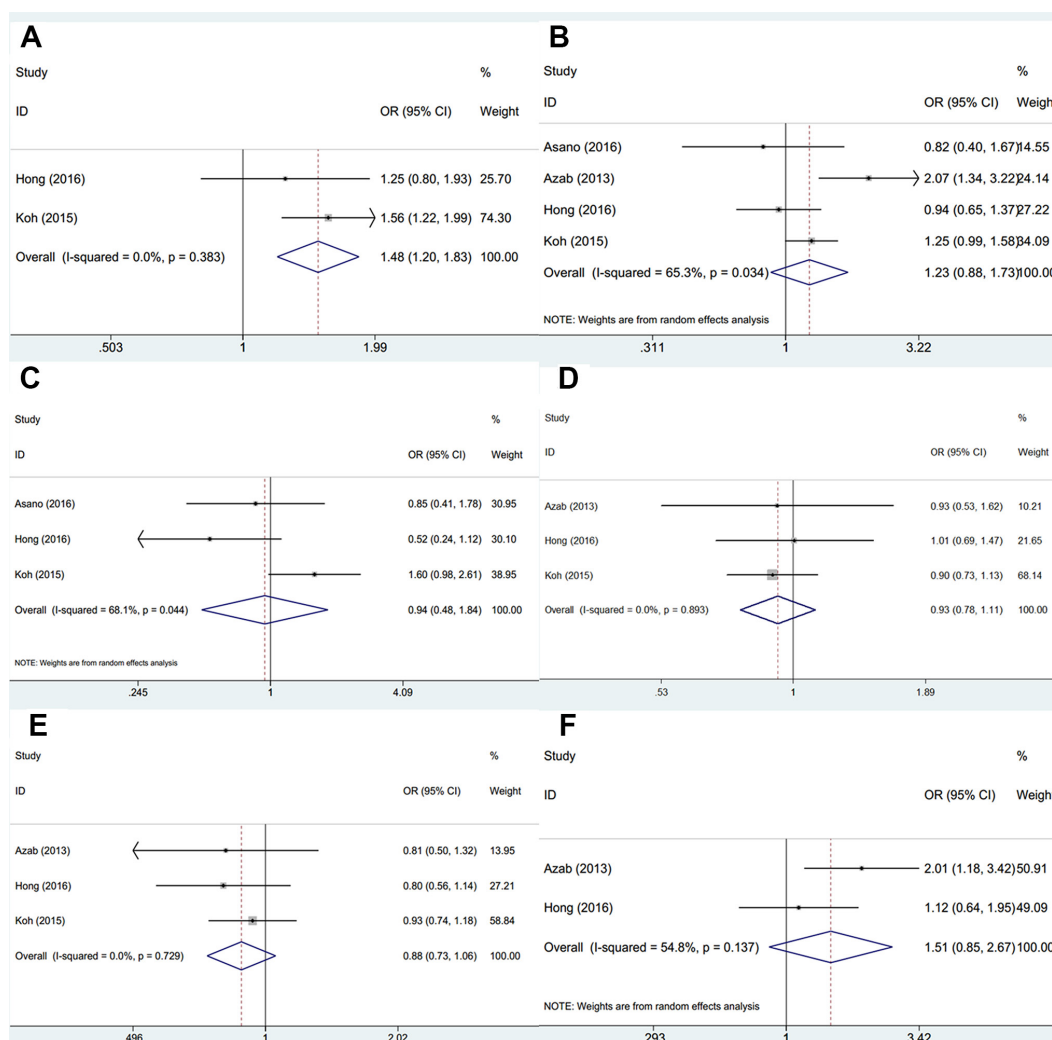 A
Study %
ID OR (95% CI) Weight
Hong (2016) 1.25 (0.80, 1.93) 25.70
Koh (2015) 1.56 (1.22, 1.99) 74.30
Overall (I-squared = 0.0%, p = 0.383) 1.48 (1.20, 1.83) 100.00
.503 1 1.99
B
Study %
ID OR (95% CI) Weight
Asano (2016) 0.82 (0.40, 1.67)14.55
Azab (2013) 2.07 (1.34, 3.22)24.14
Hong (2016) 0.94 (0.65, 1.37)27.22
Koh (2015) 1.25 (0.99, 1.58)34.09
Overall (I-squared = 65.3%, p = 0.034) 1.23 (0.88, 1.73)100.00
NOTE: Weights are from random effects analysis
.311 1 3.22
C
Study %
ID OR (95% CI) Weight
Asano (2016) 0.85 (0.41, 1.78) 30.95
Hong (2016) 0.52 (0.24, 1.12) 30.10
Koh (2015) 1.60 (0.98, 2.61) 38.95
Overall (I-squared = 68.1%, p = 0.044) 0.94 (0.48, 1.84) 100.00
NOTE: Weights are from random effects analysis
.245 1 4.09
D
Study %
ID OR (95% CI) Weight
Azab (2013) 0.93 (0.53, 1.62) 10.21
Hong (2016) 1.01 (0.69, 1.47) 21.65
Koh (2015) 0.90 (0.73, 1.13) 68.14
Overall (I-squared = 0.0%, p = 0.893) 0.93 (0.78, 1.11) 100.00
.53 1 1.89
E
Study %
ID OR (95% CI) Weight
Azab (2013) 0.81 (0.50, 1.32) 13.95
Hong (2016) 0.80 (0.56, 1.14) 27.21
Koh (2015) 0.93 (0.74, 1.18) 58.84
Overall (I-squared = 0.0%, p = 0.729) 0.88 (0.73, 1.06) 100.00
.496 1 2.02
F
Study %
ID OR (95% CI) Weight
Azab (2013) 2.01 (1.18, 3.42)50.91
Hong (2016) 1.12 (0.64, 1.95)49.09
Overall (I-squared = 54.8%, p = 0.137) 1.51 (0.85, 2.67)100.00
NOTE: Weights are from random effects analysis
.293 1 3.42